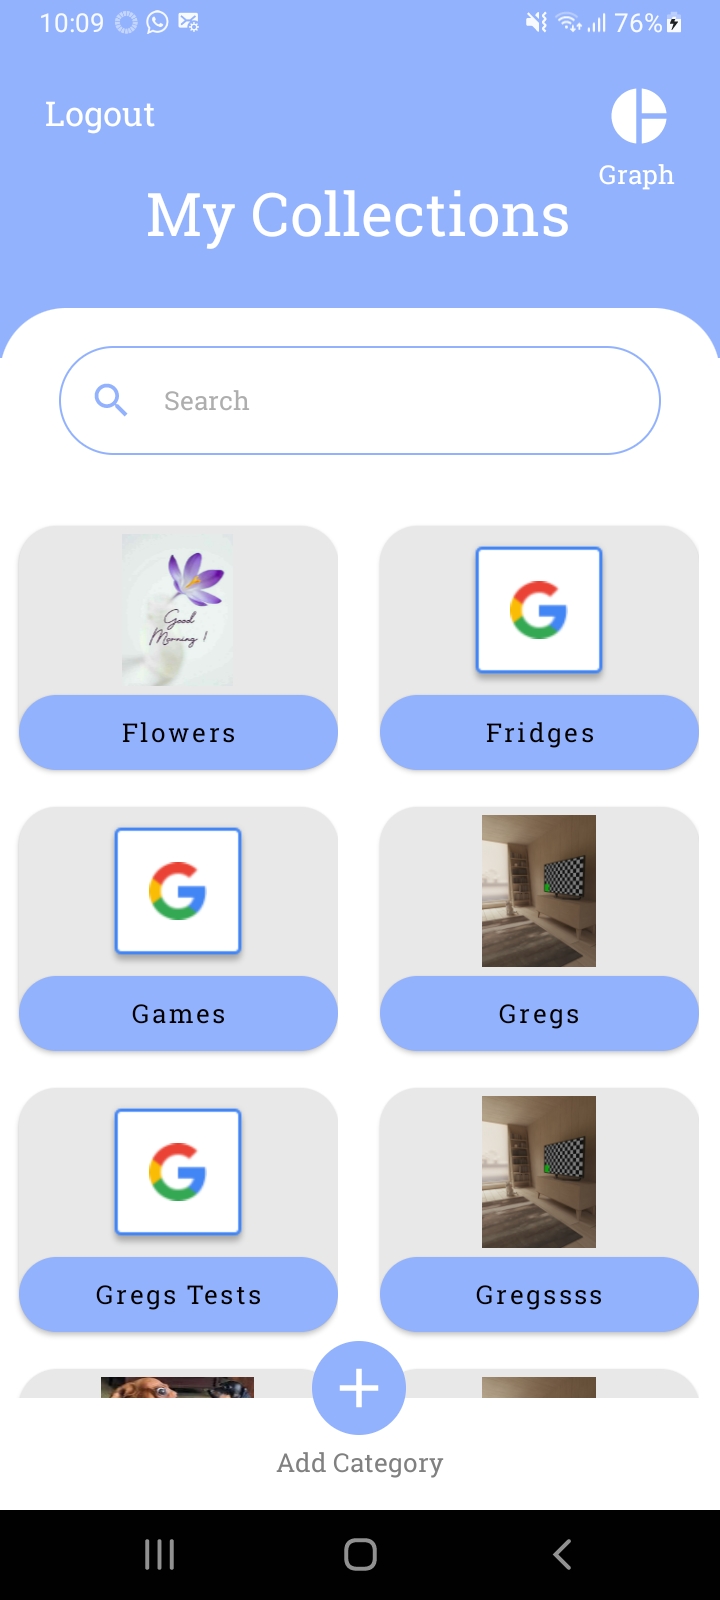 10:09 76%
Logout
Graph
My Collections
Search
Good
Morning !
Flowers
G
Fridges
G
Games
Gregs
G
Gregs Tests
Gregssss
Add Category